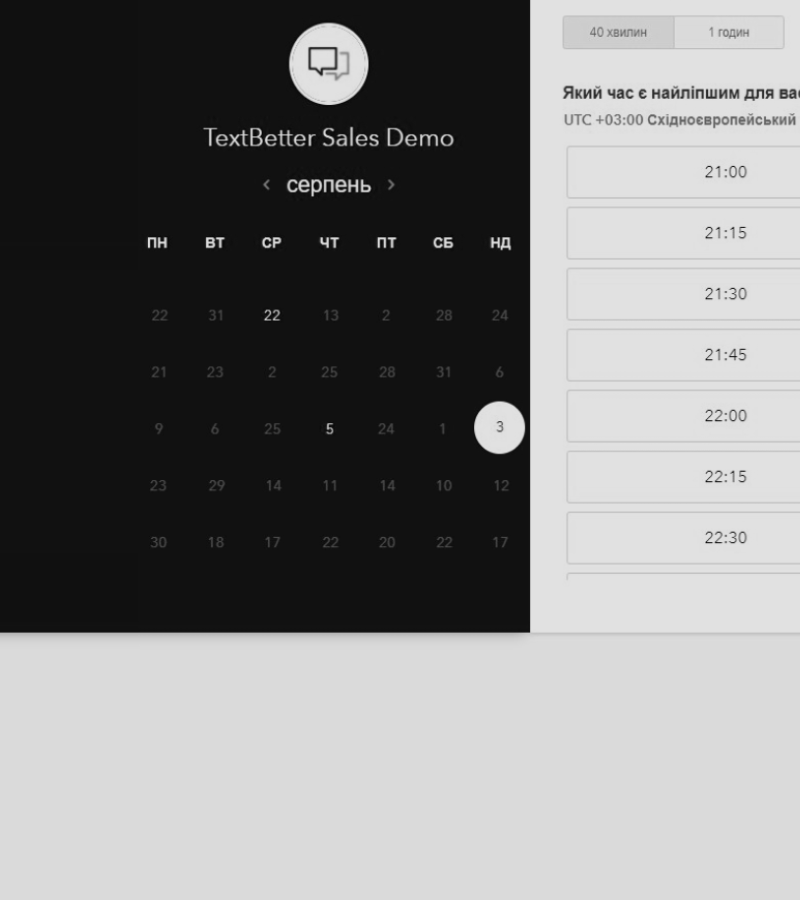 TextBetter Sales Demo
серпень
ПН ВТ СР ЧТ ПТ СБ НД
22 31 22 13 2 28 24
21 23 2 25 28 31 6
9 6 25 5 24 1 3
23 29 14 11 14 10 12
30 18 17 22 20 22 17
40 хвилин 1 годин
Який час є найліпшим для
UTC +03:00 Східноєвропейський
21:00
21:15
21:30
21:45
22:00
22:15
22:30